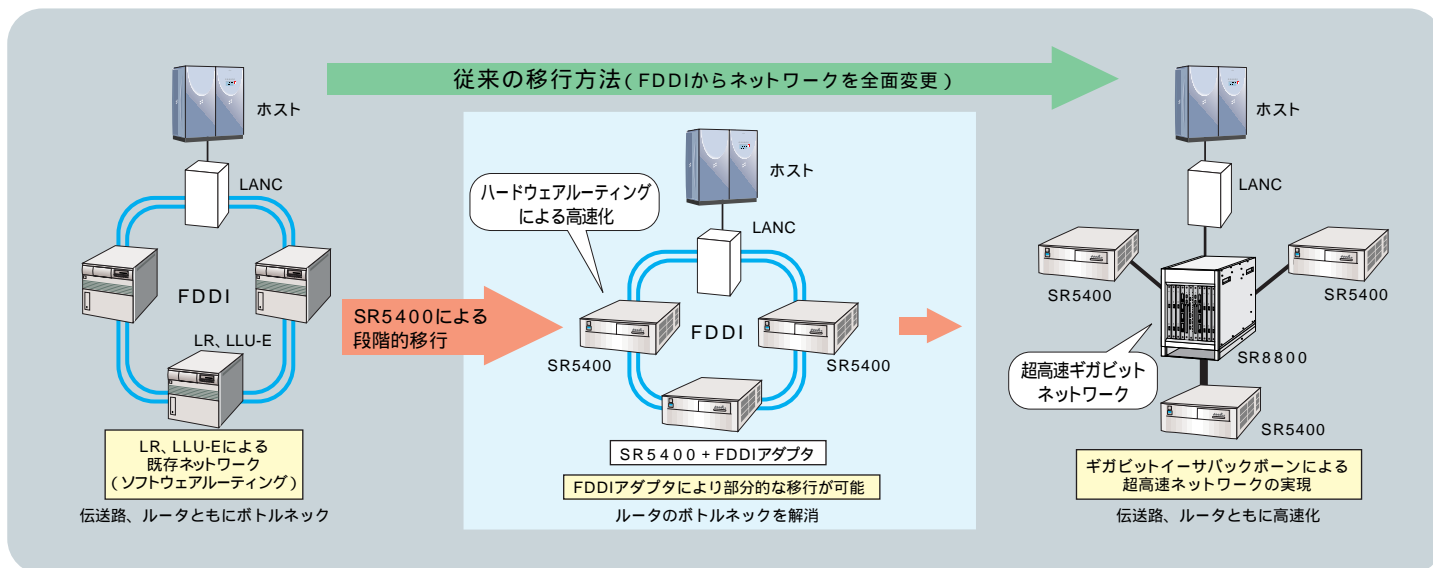 従来の移行方法(FDDIからネットワークを全面変更)
ホスト
LANC
FDDI
LR、LLU-E
LR、LLU-Eによる
既存ネットワーク
(ソフトウェアルーティング)
伝送路、ルータともにボトルネック
SR5400による
段階的移行
ハードウェアルーティング
による高速化
ホスト
LANC
FDDI
SR5400
SR5400
SR5400+FDDIアダプタ
FDDIアダプタにより部分的な移行が可能
ルータのボトルネックを解消
ホスト
LANC
SR5400
SR5400
SR8800
超高速ギガビット
ネットワーク
SR5400
ギガビットイーサバックボーンによる
超高速ネットワークの実現
伝送路、ルータともに高速化